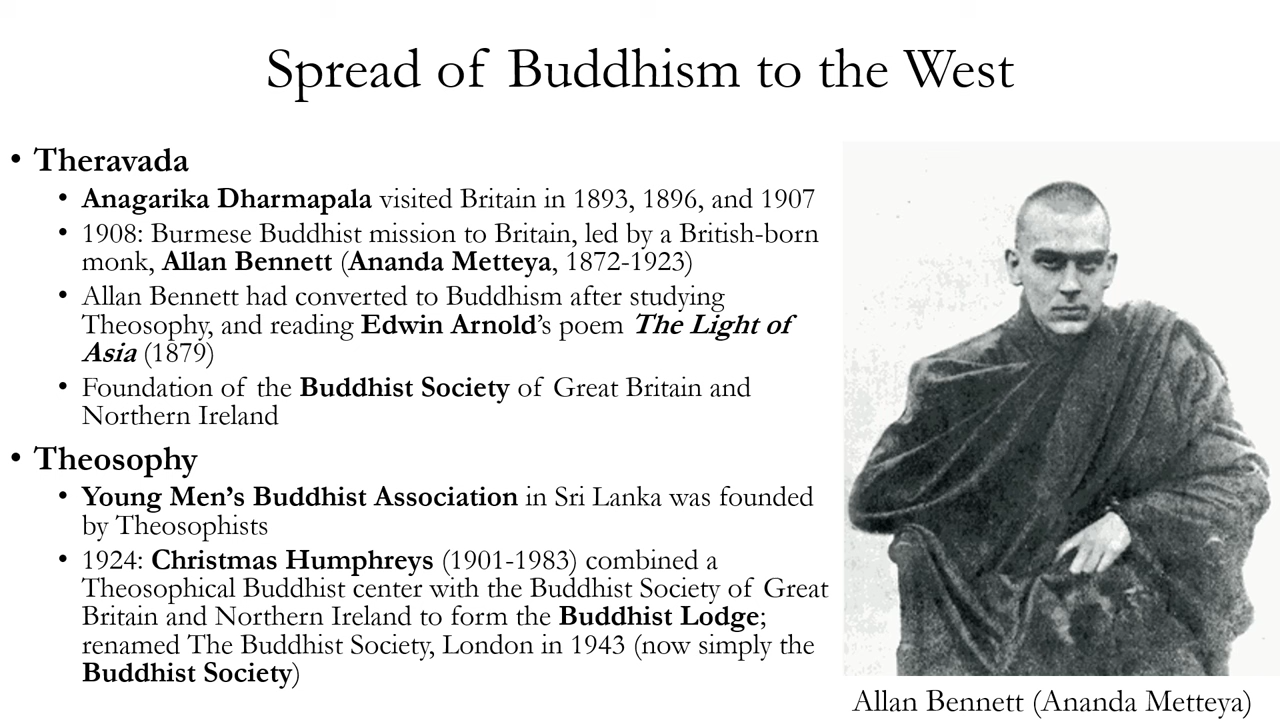 Spread of Buddhism to the West
• Theravada
• Anagarika Dharmapala visited Britain in 1893, 1896, and 1907
• 1908: Burmese Buddhist mission to Britain, led by a British-born
monk, Allan Bennett (Ananda Metteya, 1872-1923)
• Allan Bennett had converted to Buddhism after studying
Theosophy, and reading Edwin Arnold’s poem The Light of
Asia (1879)
• Foundation of the Buddhist Society of Great Britain and
Northern Ireland
• Theosophy
• Young Men’s Buddhist Association in Sri Lanka was founded
by Theosophists
• 1924: Christmas Humphreys (1901-1983) combined a
Theosophical Buddhist center with the Buddhist Society of Great
Britain and Northern Ireland to form the Buddhist Lodge;
renamed The Buddhist Society, London in 1943 (now simply the
Buddhist Society)
Allan Bennett (Ananda Metteya)